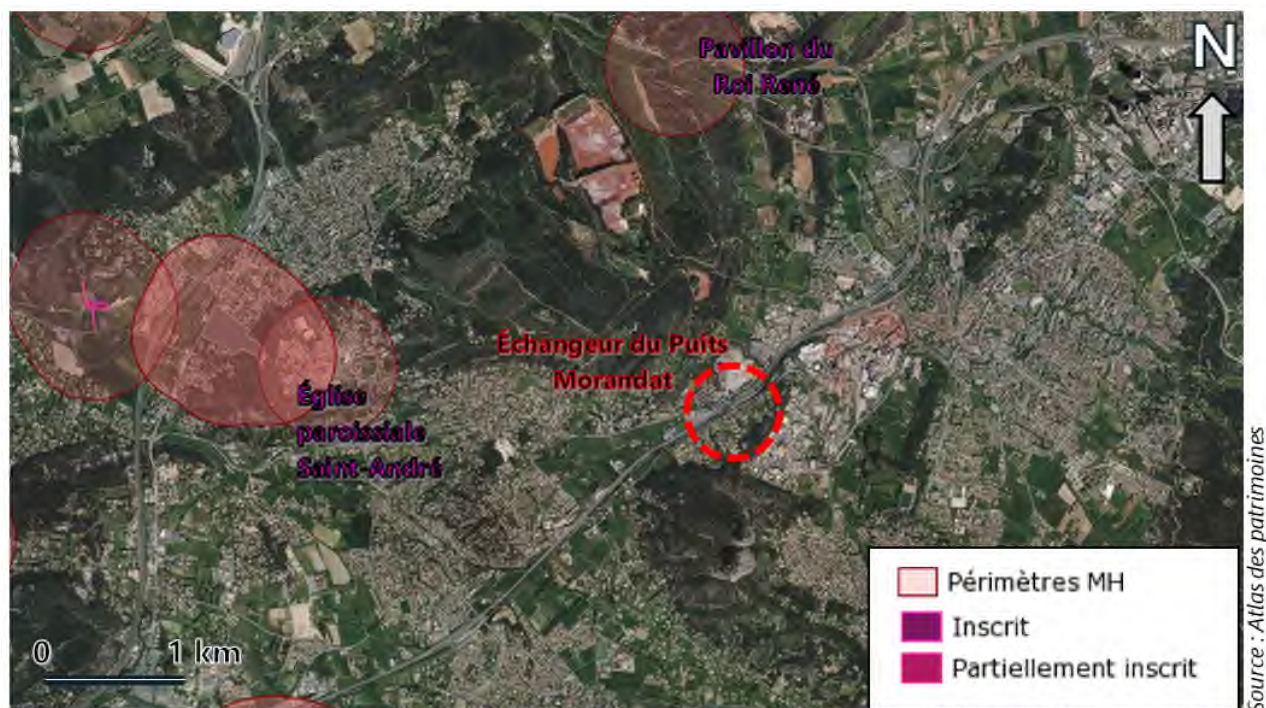 Pavillon du
Roi René
N
Échangeur du Puits
Morandat
Église
paroissiale
Saint-André
0 1 km
Périmètres MH
Inscrit
Partiellement inscrit
Source : Atlas des patrimoines